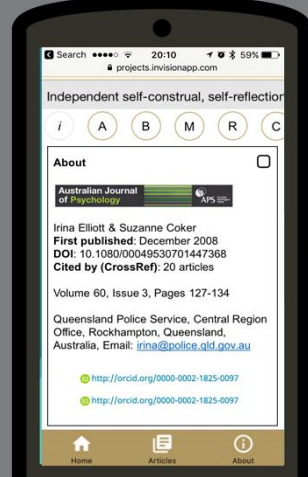 Search 20:10 59%
projects.invisionapp.com
Independent self-construal, self-reflection
i A B M R C
About
Australian Journal
of Psychology
APS
Irina Elliott & Suzanne Coker
First published: December 2008
DOI: 10.1080/00049530701447368
Cited by (CrossRef): 20 articles
Volume 60, Issue 3, Pages 127-134
Queensland Police Service, Central Region
Office, Rockhampton, Queensland,
Australia, Email: irina@police.qld.gov.au
iD http://orcid.org/0000-0002-1825-0097
iD http://orcid.org/0000-0002-1825-0097
Home Articles About